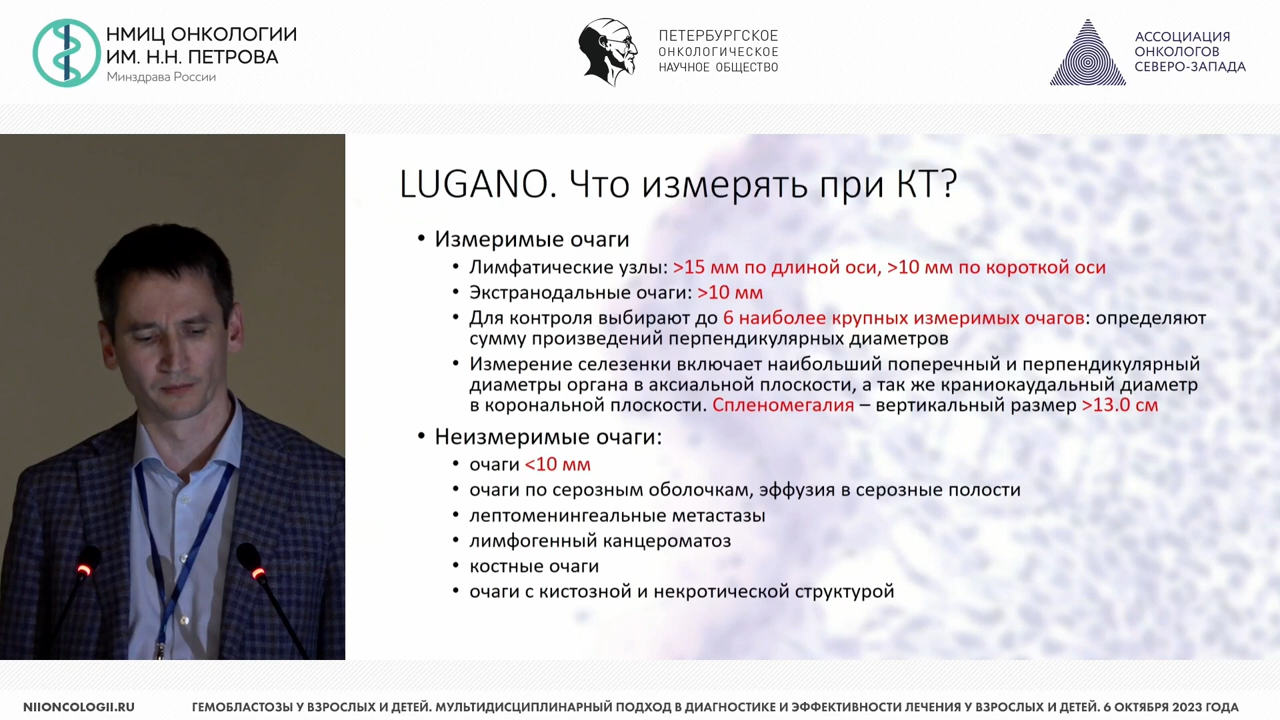 НМИЦ ОНКОЛОГИИ
ИМ. Н.Н. ПЕТРОВА
Минздрава России
ПЕТЕРБУРГСКОЕ
ОНКОЛОГИЧЕСКОЕ
НАУЧНОЕ ОБЩЕСТВО
АССОЦИАЦИЯ
ОНКОЛОГОВ
СЕВЕРО-ЗАПАДА
LUGANO. Что измерять при КТ?
• Измеримые очаги
• Лимфатические узлы: >15 мм по длиной оси, >10 мм по короткой оси
• Экстранодальные очаги: >10 мм
• Для контроля выбирают до 6 наиболее крупных измеримых очагов: определяют
сумму произведений перпендикулярных диаметров
• Измерение селезенки включает наибольший поперечный и перпендикулярный
диаметры органа в аксиальной плоскости, а так же краниокаудальный диаметр
в корональной плоскости. Спленомегалия – вертикальный размер >13.0 см
• Неизмеримые очаги:
• очаги <10 мм
• очаги по серозным оболочкам, эффузия в серозные полости
• лептоменингеальные метастазы
• лимфогенный канцероматоз
• костные очаги
• очаги с кистозной и некротической структурой
NIIONCOLOGII.RU
ГЕМОБЛАСТОЗЫ У ВЗРОСЛЫХ И ДЕТЕЙ. МУЛЬТИДИСЦИПЛИНАРНЫЙ ПОДХОД В ДИАГНОСТИКЕ И ЭФФЕКТИВНОСТИ ЛЕЧЕНИЯ У ВЗРОСЛЫХ И ДЕТЕЙ. 6 ОКТЯБРЯ 2023 ГОДА